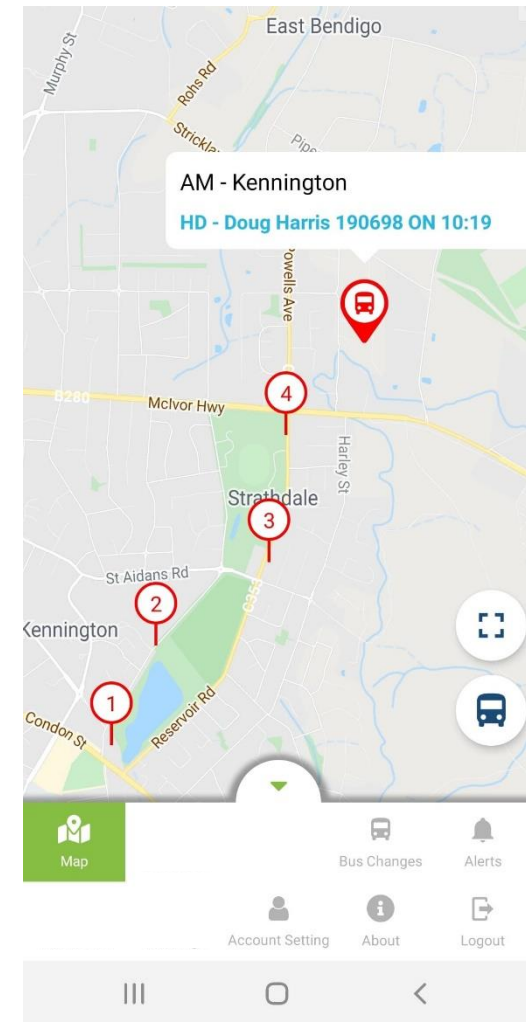 East Bendigo
Murphy St
Rohs Rd
AM - Kennington
HD - Doug Harris 190698 ON 10:19
Powells Ave
4
B280
McIvor Hwy
Harley St
Strathdale
3
St Aidans Rd
C353
2
Kennington
1
Reservoir Rd
Condon St
Map
Bus Changes
Alerts
Account Setting
About
Logout